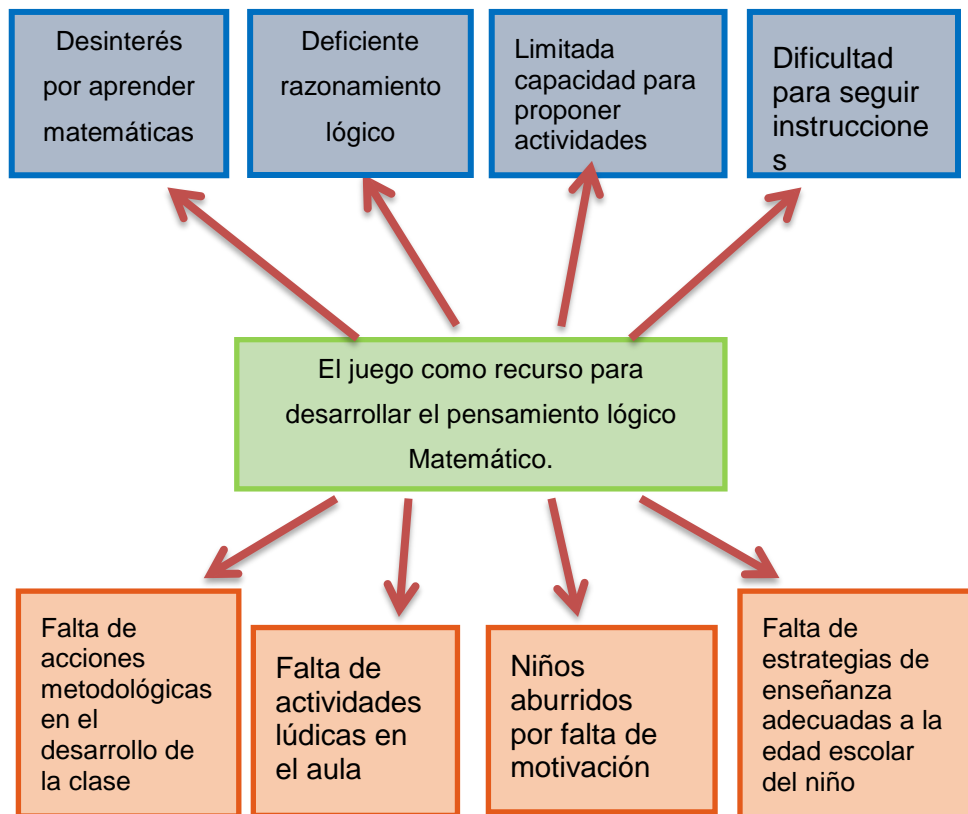 Desinterés
por aprender
matemáticas
Deficiente
razonamiento
lógico
Limitada
capacidad para
proponer
actividades
Dificultad
para seguir
instruccione
s
El juego como recurso para
desarrollar el pensamiento lógico
Matemático.
Falta de
acciones
metodológicas
en el
desarrollo de
la clase
Falta de
actividades
lúdicas en
el aula
Niños
aburridos
por falta de
motivación
Falta de
estrategias de
enseñanza
adecuadas a la
edad escolar
del niño